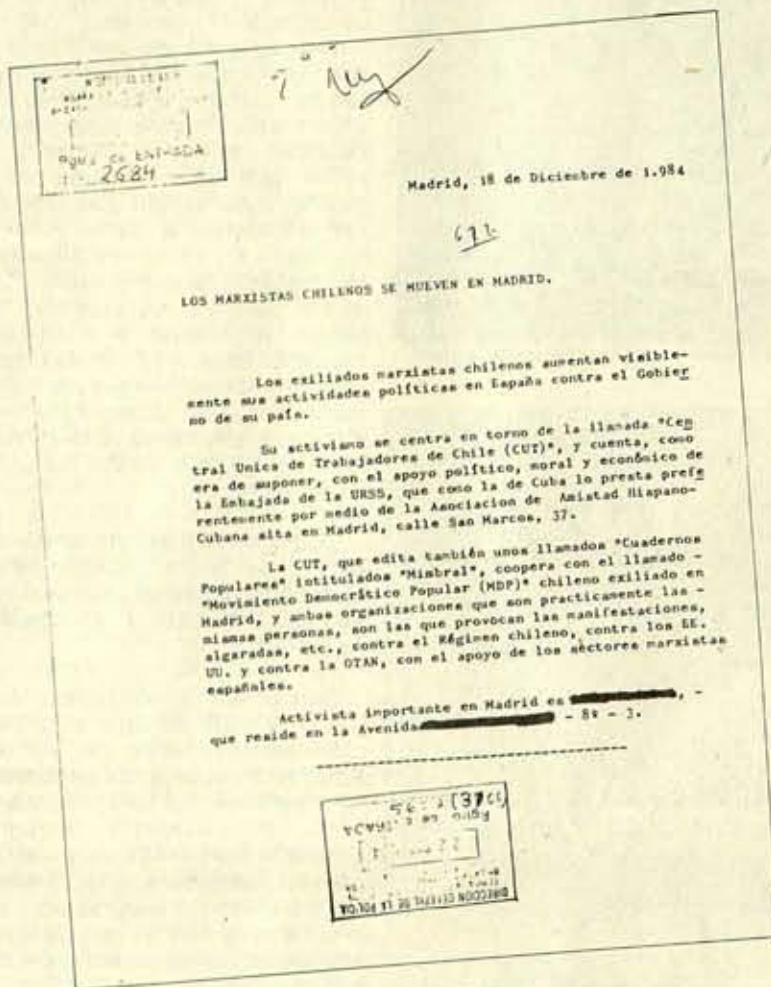 ENTRADA
2684
Madrid, 18 de Diciembre de 1.984
LOS MARXISTAS CHILENOS SE MUEVEN EN MADRID.
Los exiliados marxistas chilenos aumentan visible-
mente sus actividades políticas en España contra el Gobier
no de su país.
Su activismo se centra en torno de la llamada "Cen
tral Unica de Trabajadores de Chile (CUT)", y cuenta, como
era de suponer, con el apoyo político, moral y económico de
la Embajada de la URSS, que como la de Cuba lo presta prefe
rentemente por medio de la Asociacion de Amistad Hispano-
Cubana sita en Madrid, calle San Marcos, 37.
La CUT, que edita también unos llamados "Cuadernos
Populares" intitulados "Mimbral", coopera con el llamado -
"Movimiento Democrático Popular (MDP)" chileno exiliado en
Madrid, y ambas organizaciones que son practicamente las -
mismas personas, son las que provocan las manifestaciones,
algaradas, etc., contra el Régimen chileno, contra los EE.
UU. y contra la OTAN, con el apoyo de los sectores marxistas
españoles.
Activista importante en Madrid es , -
que reside en la Avenida - 8º - 3.
DIRECCION GENERAL DE LA POLICIA